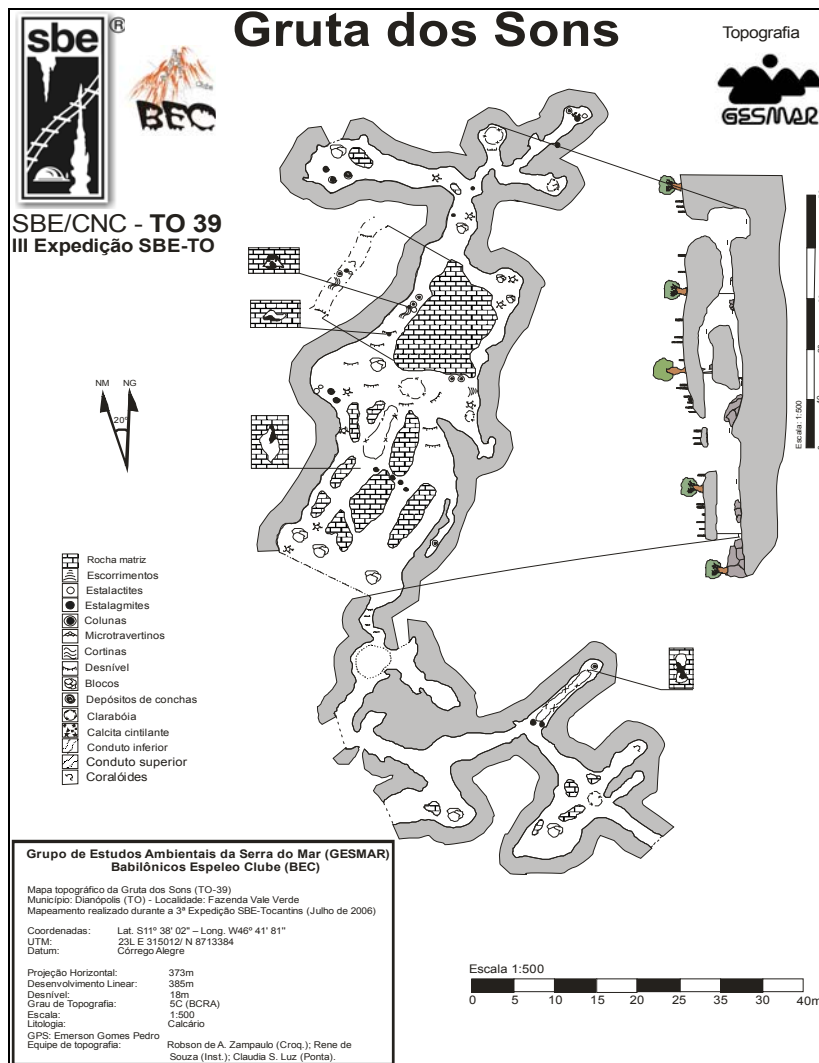 Gruta dos Sons
sbe ®
BEC
Topografia
GESMAR
SBE/CNC - TO 39
III Expedição SBE-TO
NM NG
20°
Rocha matriz
Escorrimentos
Estalactites
Estalagmites
Colunas
Microtravertinos
Cortinas
Desnível
Blocos
Depósitos de conchas
Clarabóia
Calcita cintilante
Conduto inferior
Conduto superior
Coralóides
Escala: 1:500
Grupo de Estudos Ambientais da Serra do Mar (GESMAR)
Babilônicos Espeleo Clube (BEC)
Mapa topográfico da Gruta dos Sons (TO-39)
Município: Dianópolis (TO) - Localidade: Fazenda Vale Verde
Mapeamento realizado durante a 3ª Expedição SBE-Tocantins (Julho de 2006)
Coordenadas: Lat. S11º 38' 02" – Long. W46º 41' 81"
UTM: 23L E 315012/ N 8713384
Datum: Córrego Alegre
Projeção Horizontal: 373m
Desenvolvimento Linear: 385m
Desnível: 18m
Grau de Topografia: 5C (BCRA)
Escala: 1:500
Litologia: Calcário
GPS: Emerson Gomes Pedro
Equipe de topografia: Robson de A. Zampaulo (Croq.); Rene de
Souza (Inst.); Claudia S. Luz (Ponta).
Escala 1:500
0 5 10 15 20 25 35 30 40m